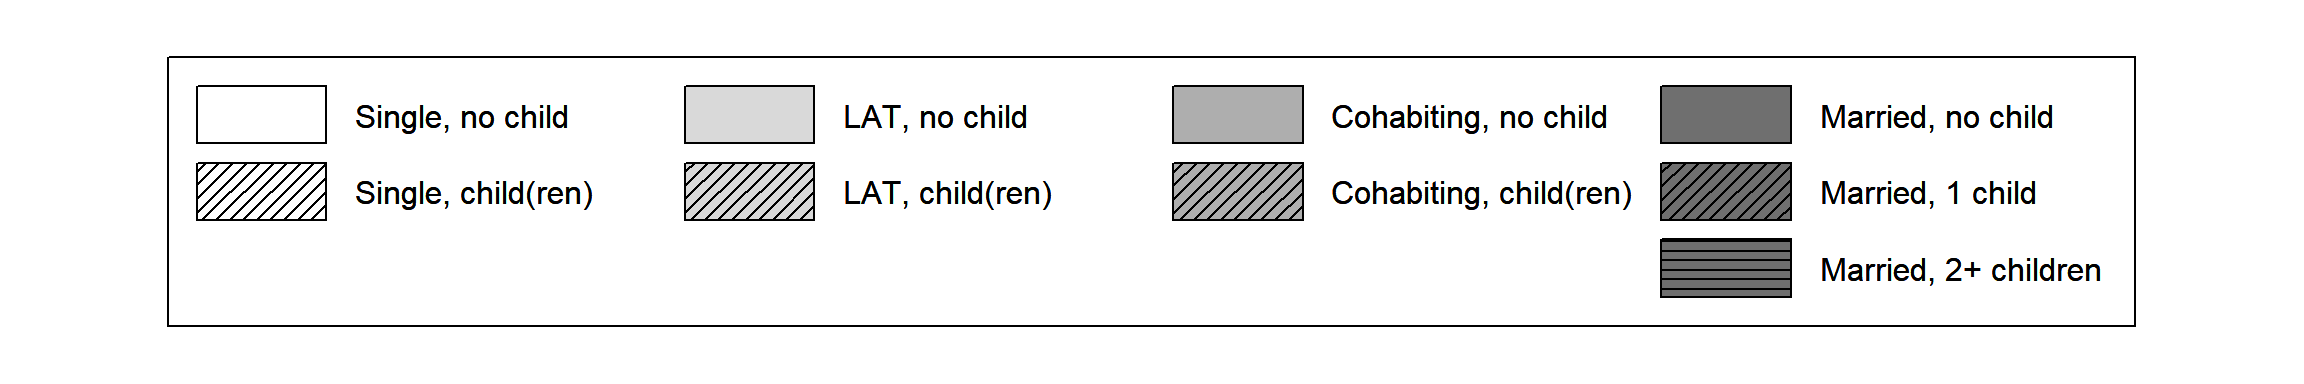 Single, no child
LAT, no child
Cohabiting, no child
Married, no child
Single, child(ren)
LAT, child(ren)
Cohabiting, child(ren)
Married, 1 child
Married, 2+ children